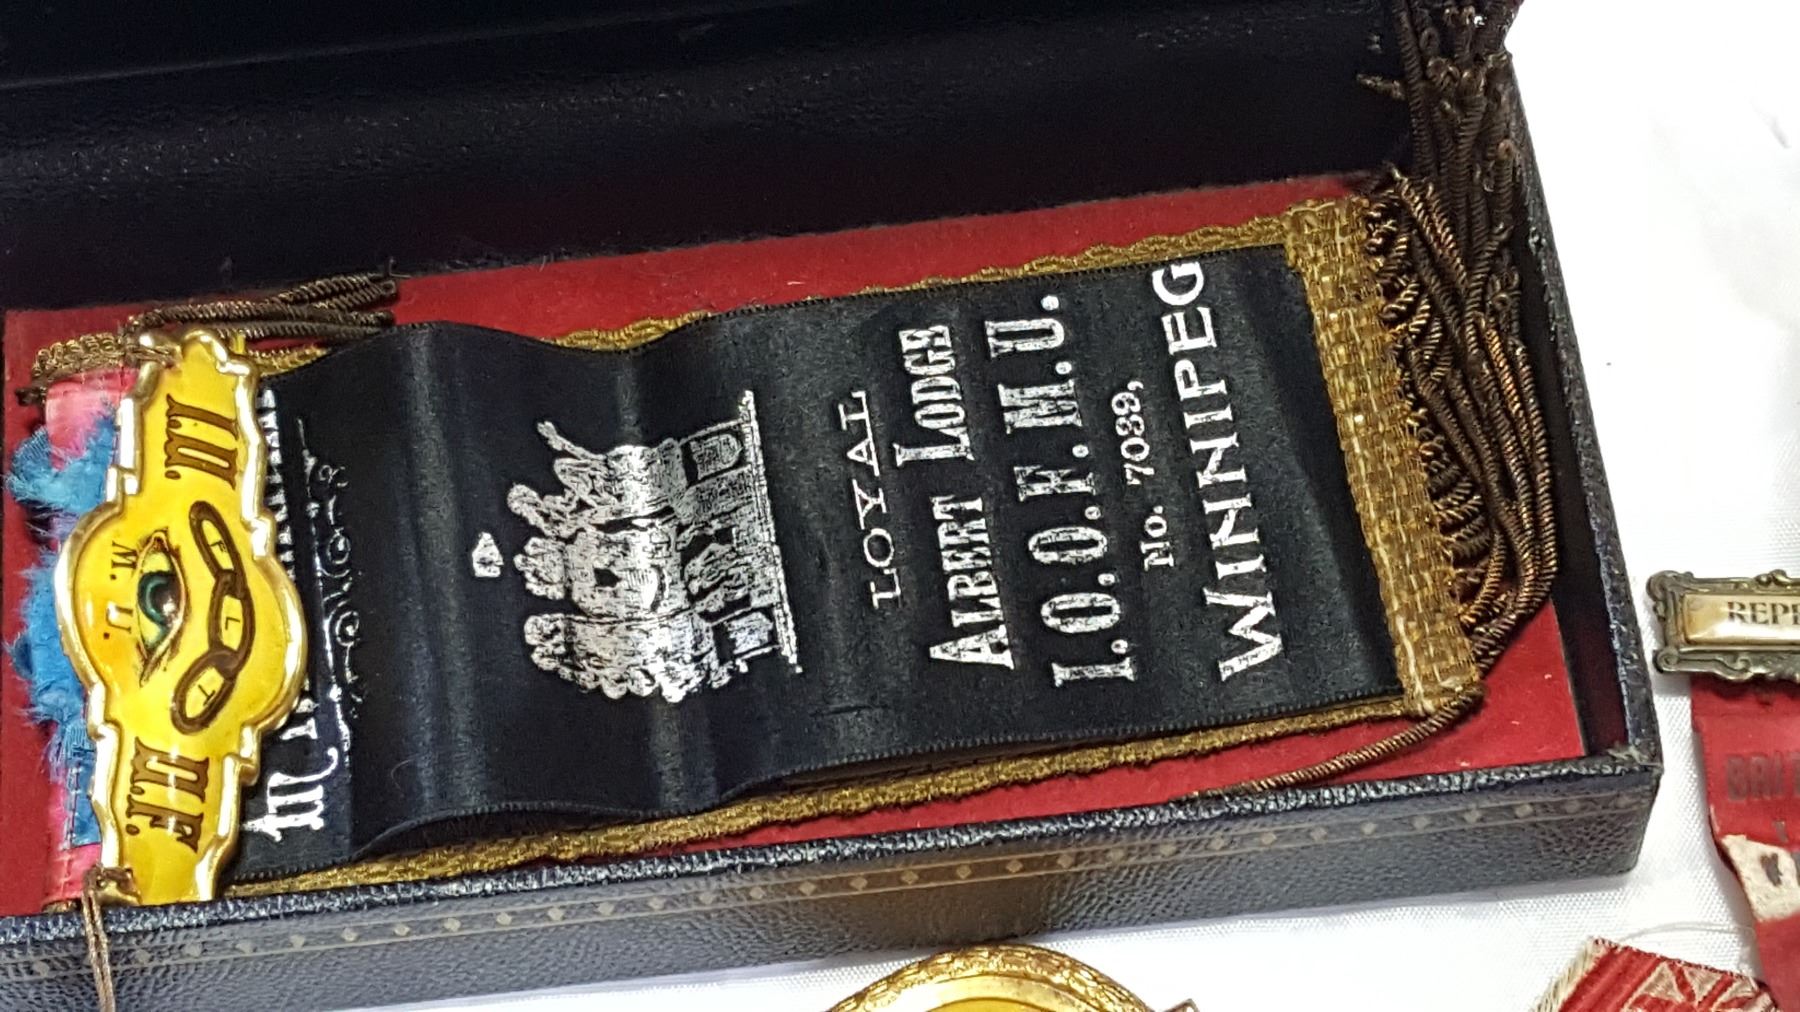 I.O.
O.F.
M. U.
F L T
LOYAL
ALBERT LODGE
I.O.O.F.M.U.
No. 7039,
WINNIPEG